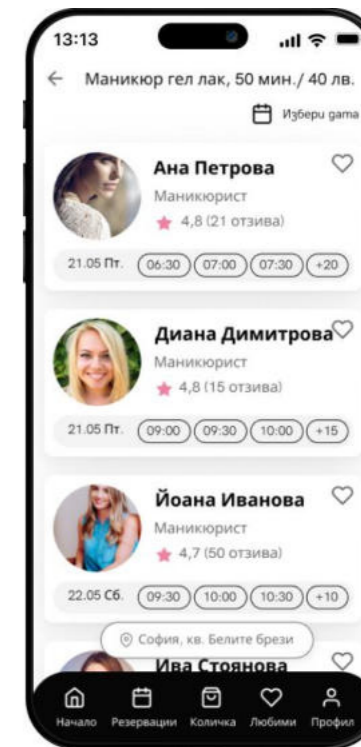 13:13
Маникюр гел лак, 50 мин./ 40 лв.
Избери дата
Ана Петрова
Маникюрист
4,8 (21 отзива)
21.05 Пт. 06:30 07:00 07:30 +20
Диана Димитрова
Маникюрист
4,8 (15 отзива)
21.05 Пт. 09:00 09:30 10:00 +15
Йоана Иванова
Маникюрист
4,7 (50 отзива)
22.05 Сб. 09:30 10:00 10:30 +10
София, кв. Белите брези
Ива Стоянова
Начало Резервации Количка Любими Профил